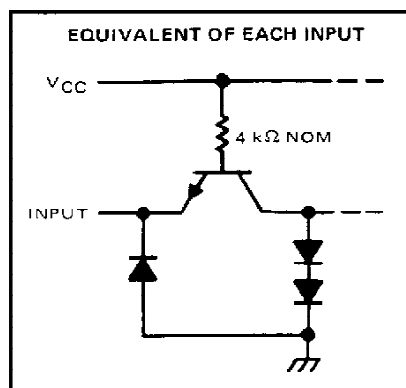 EQUIVALENT OF EACH INPUT
VCC
4 kΩ NOM
INPUT